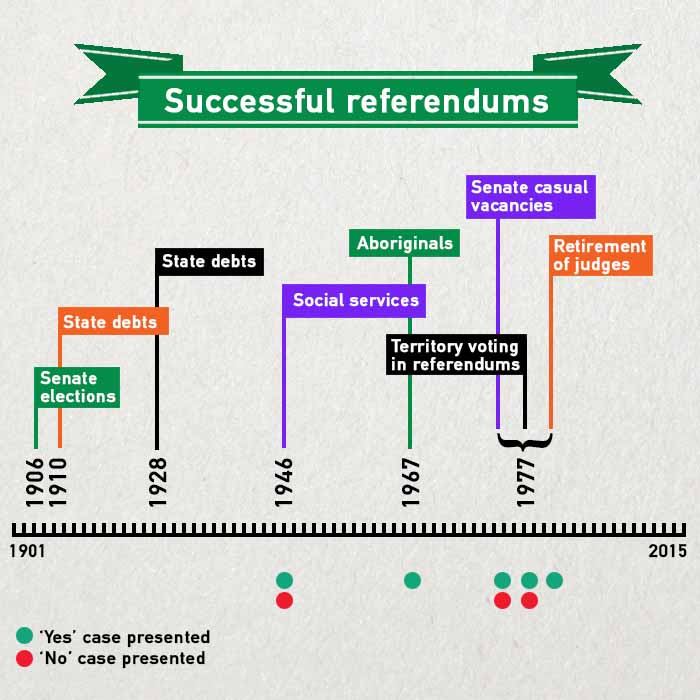 Successful referendums
Senate casual
vacancies
Aboriginals
Retirement
of judges
State debts
Social services
State debts
Territory voting
in referendums
Senate
elections
1906
1910
1928
1946
1967
1977
1901
2015
‘Yes’ case presented
‘No’ case presented